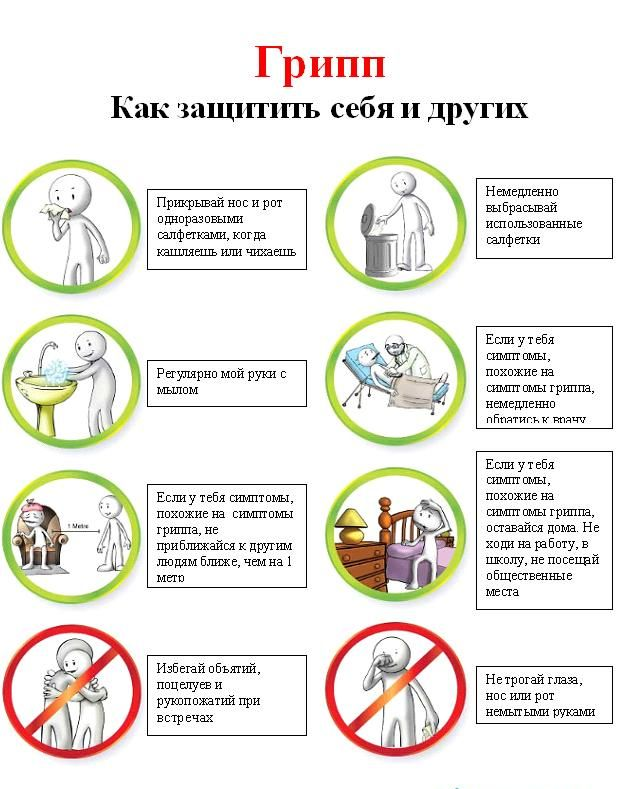 Грипп
Как защитить себя и других
Прикрывай нос и рот
одноразовыми
салфетками, когда
кашляешь или чихаешь
Немедленно
выбрасывай
использованные
салфетки
Регулярно мой руки с
мылом
Если у тебя
симптомы,
похожие на
симптомы гриппа,
немедленно
обратись к врачу
Если у тебя симптомы,
похожие на симптомы
гриппа, не
приближайся к другим
людям ближе, чем на 1
метр
1 Metre
Если у тебя
симптомы,
похожие на
симптомы гриппа,
оставайся дома. Не
ходи на работу, в
школу, не посещай
общественные
места
Избегай объятий,
поцелуев и
рукопожатий при
встречах
Не трогай глаза,
нос или рот
немытыми руками